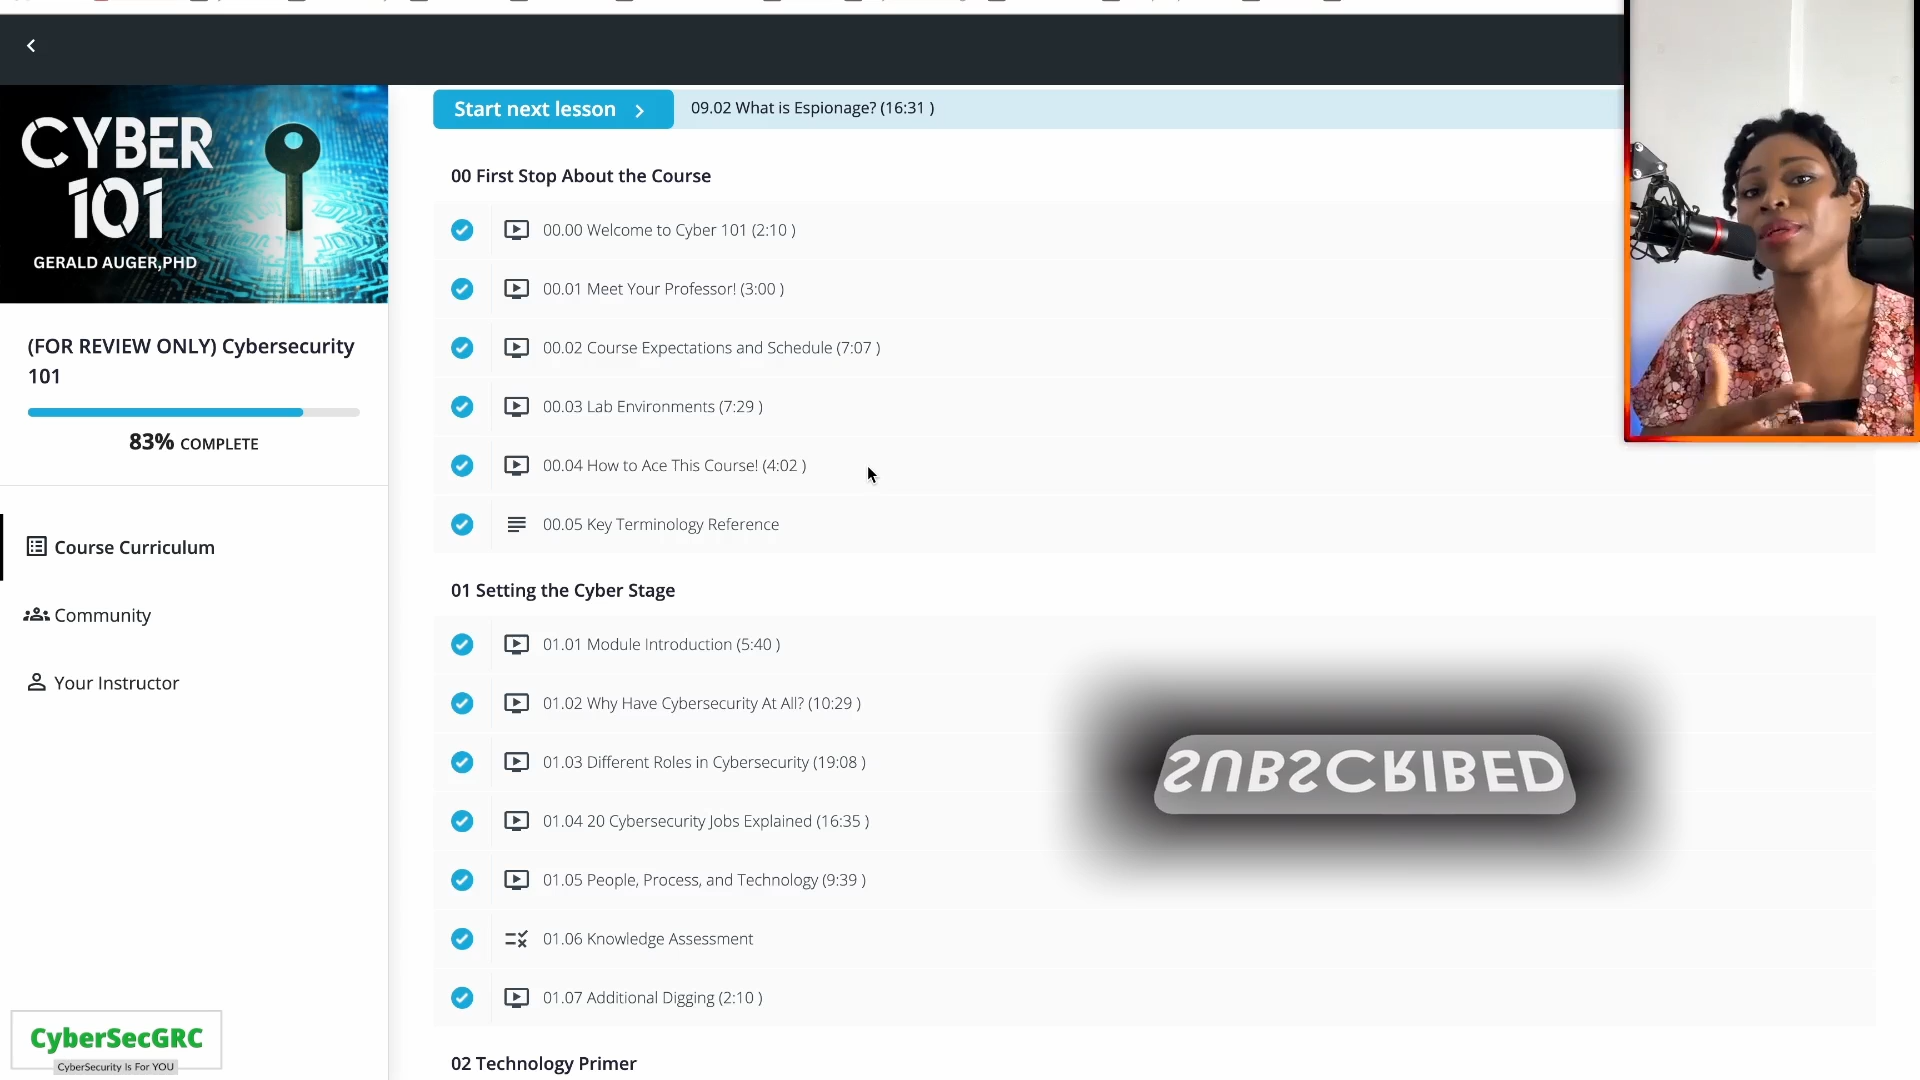 Start next lesson
09.02 What is Espionage? (16:31 )
CYBER
101
GERALD AUGER,PHD
(FOR REVIEW ONLY) Cybersecurity
101
83% COMPLETE
Course Curriculum
Community
Your Instructor
00 First Stop About the Course
00.00 Welcome to Cyber 101 (2:10 )
00.01 Meet Your Professor! (3:00 )
00.02 Course Expectations and Schedule (7:07 )
00.03 Lab Environments (7:29 )
00.04 How to Ace This Course! (4:02 )
00.05 Key Terminology Reference
01 Setting the Cyber Stage
01.01 Module Introduction (5:40 )
01.02 Why Have Cybersecurity At All? (10:29 )
01.03 Different Roles in Cybersecurity (19:08 )
01.04 20 Cybersecurity Jobs Explained (16:35 )
01.05 People, Process, and Technology (9:39 )
01.06 Knowledge Assessment
01.07 Additional Digging (2:10 )
02 Technology Primer
SUBSCRIBED
CyberSecGRC
CyberSecurity Is For YOU